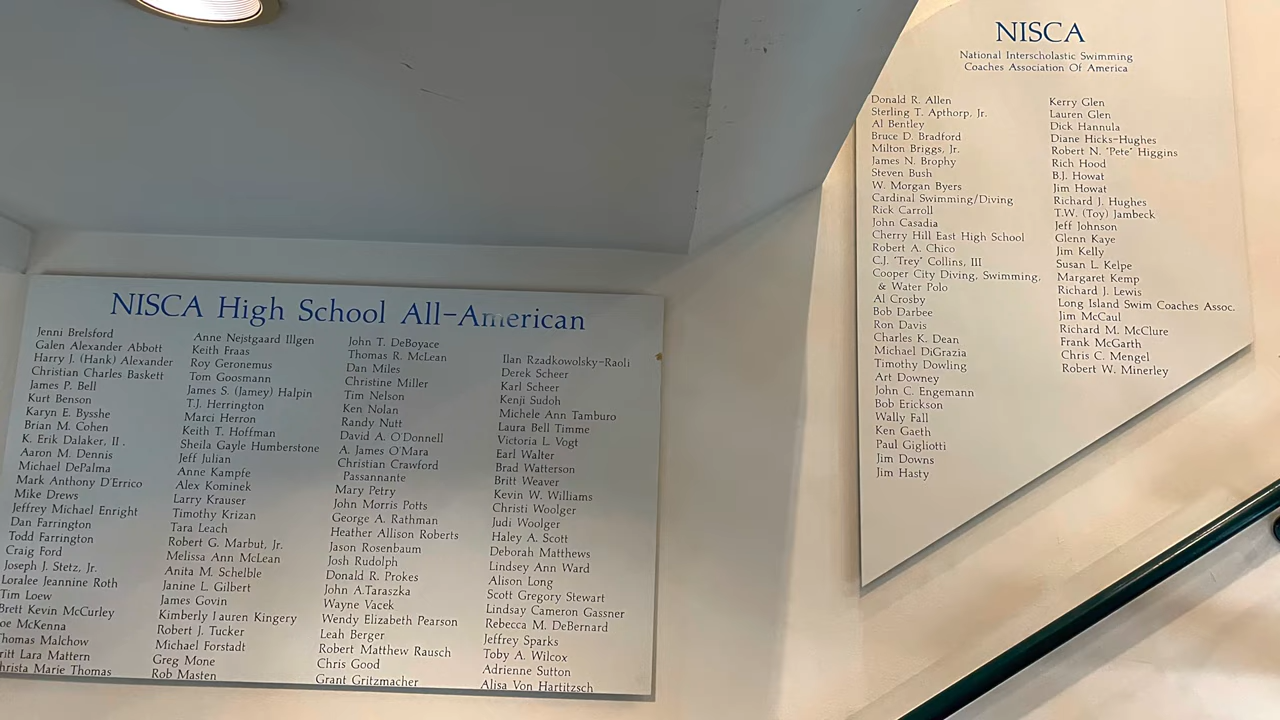 NISCA High School All-American
Jenni Brelsford
Galen Alexander Abbott
Harry J. (Hank) Alexander
Christian Charles Baskett
James P. Bell
Kurt Benson
Karyn E. Bysshe
Brian M. Cohen
K. Erik Dalaker, II .
Aaron M. Dennis
Michael DePalma
Mark Anthony D'Errico
Mike Drews
Jeffrey Michael Enright
Dan Farrington
Todd Farrington
Craig Ford
Joseph J. Stetz, Jr.
Loralee Jeannine Roth
Tim Loew
Brett Kevin McCurley
oe McKenna
Thomas Malchow
ritt Lara Mattern
hrista Marie Thomas
Anne Nejstgaard Illgen
Keith Fraas
Roy Geronemus
Tom Goosmann
James S. (Jamey) Halpin
T.J. Herrington
Marci Herron
Keith T. Hoffman
Sheila Gayle Humberstone
Jeff Julian
Anne Kampfe
Alex Kominek
Larry Krauser
Timothy Krizan
Tara Leach
Robert G. Marbut, Jr.
Melissa Ann McLean
Anita M. Schelble
Janine L. Gilbert
James Govin
Kimberly Lauren Kingery
Robert J. Tucker
Michael Forstadt
Greg Mone
Rob Masten
John T. DeBoyace
Thomas R. McLean
Dan Miles
Christine Miller
Tim Nelson
Ken Nolan
Randy Nutt
David A. O'Donnell
A. James O'Mara
Christian Crawford
Passannante
Mary Petry
John Morris Potts
George A. Rathman
Heather Allison Roberts
Jason Rosenbaum
Josh Rudolph
Donald R. Prokes
John A.Taraszka
Wayne Vacek
Wendy Elizabeth Pearson
Leah Berger
Robert Matthew Rausch
Chris Good
Grant Gritzmacher
Ilan Rzadkowolsky-Raoli
Derek Scheer
Karl Scheer
Kenji Sudoh
Michele Ann Tamburo
Laura Bell Timme
Victoria L. Vogt
Earl Walter
Brad Watterson
Britt Weaver
Kevin W. Williams
Christi Woolger
Judi Woolger
Haley A. Scott
Deborah Matthews
Lindsey Ann Ward
Alison Long
Scott Gregory Stewart
Lindsay Cameron Gassner
Rebecca M. DeBernard
Jeffrey Sparks
Toby A. Wilcox
Adrienne Sutton
Alisa Von Hartitzsch
NISCA
National Interscholastic Swimming
Coaches Association Of America
Donald R. Allen
Sterling T. Apthorp, Jr.
Al Bentley
Bruce D. Bradford
Milton Briggs, Jr.
James N. Brophy
Steven Bush
W. Morgan Byers
Cardinal Swimming/Diving
Rick Carroll
John Casadia
Cherry Hill East High School
Robert A. Chico
C.J. "Trey" Collins, III
Cooper City Diving, Swimming,
& Water Polo
Al Crosby
Bob Darbee
Ron Davis
Charles K. Dean
Michael DiGrazia
Timothy Dowling
Art Downey
John C. Engemann
Bob Erickson
Wally Fall
Ken Gaeth
Paul Gigliotti
Jim Downs
Jim Hasty
Kerry Glen
Lauren Glen
Dick Hannula
Diane Hicks-Hughes
Robert N. "Pete" Higgins
Rich Hood
B.J. Howat
Jim Howat
Richard J. Hughes
T.W. (Toy) Jambeck
Jeff Johnson
Glenn Kaye
Jim Kelly
Susan L. Kelpe
Margaret Kemp
Richard J. Lewis
Long Island Swim Coaches Assoc.
Jim McCaul
Richard M. McClure
Frank McGarth
Chris C. Mengel
Robert W. Minerley